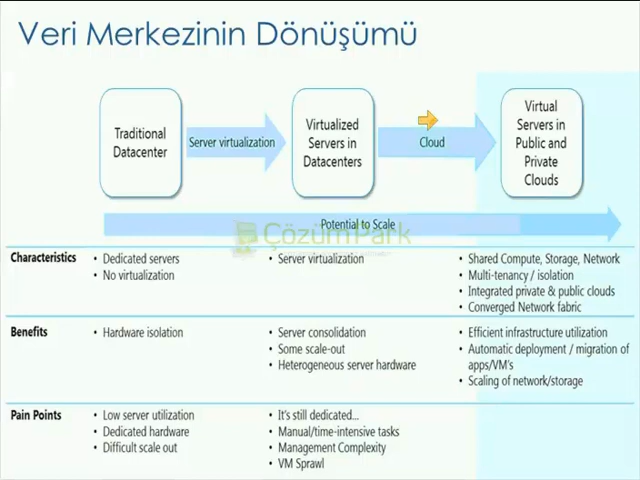 Veri Merkezinin Dönüşümü
Traditional
Datacenter
Server virtualization
Virtualized
Servers in
Datacenters
Cloud
Virtual
Servers in
Public and
Private
Clouds
Potential to Scale
ÇözümPark
Characteristics
• Dedicated servers
• No virtualization
• Server virtualization
• Shared Compute, Storage, Network
• Multi-tenancy / isolation
• Integrated private & public clouds
• Converged Network fabric
Benefits
• Hardware isolation
• Server consolidation
• Some scale-out
• Heterogeneous server hardware
• Efficient infrastructure utilization
• Automatic deployment / migration of
apps/VM's
• Scaling of network/storage
Pain Points
• Low server utilization
• Dedicated hardware
• Difficult scale out
• It's still dedicated...
• Manual/time-intensive tasks
• Management Complexity
• VM Sprawl